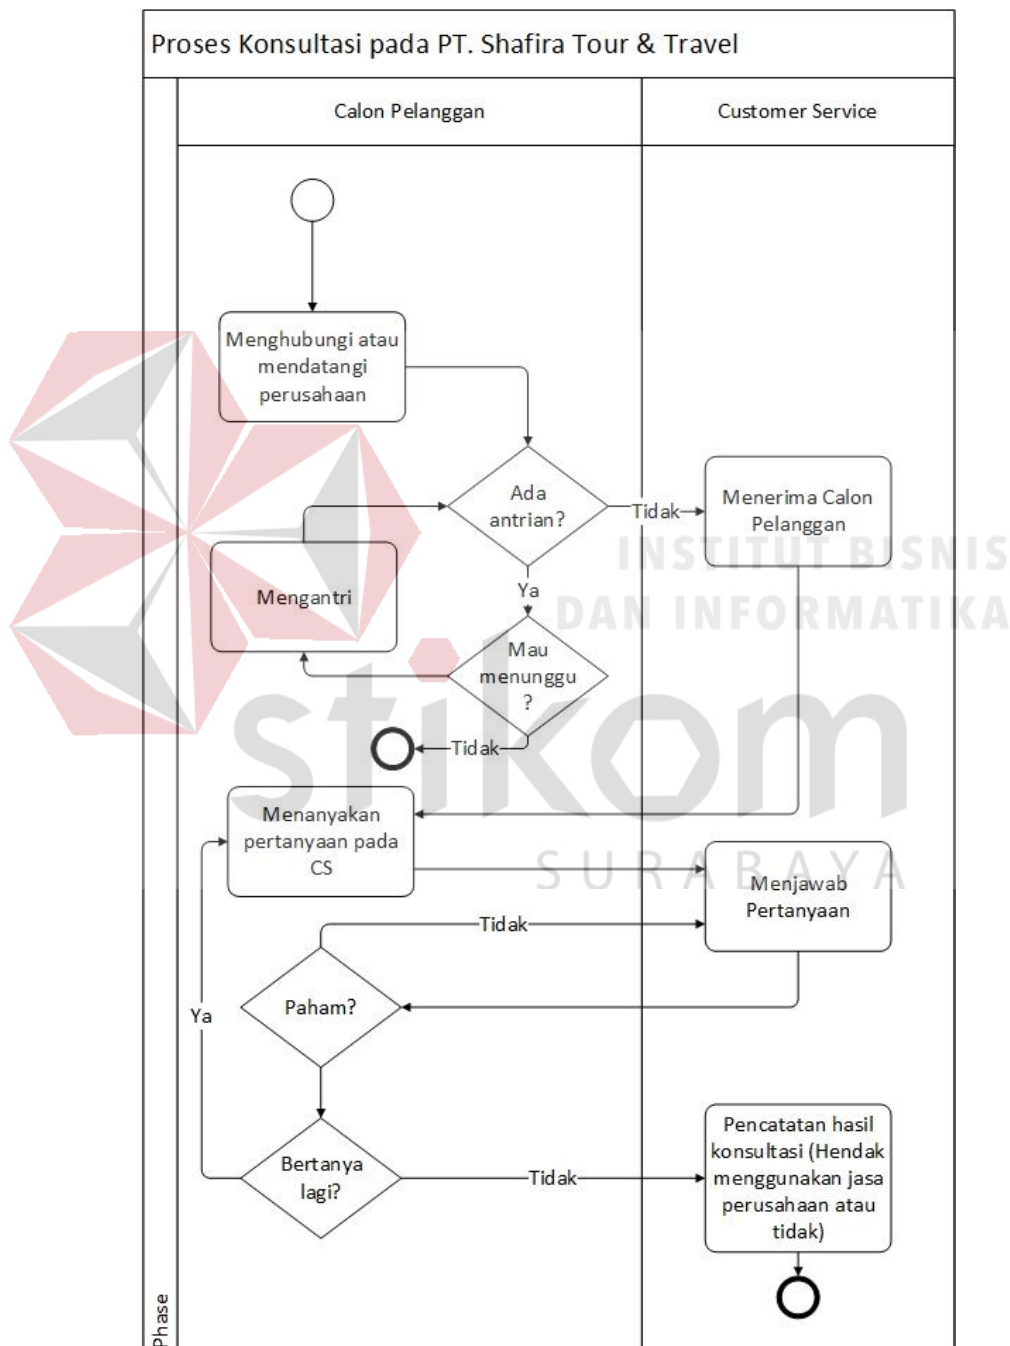 Proses Konsultasi pada PT. Shafira Tour & Travel
Calon Pelanggan
Customer Service
Menghubungi atau
mendatangi
perusahaan
Ada
antrian?
Tidak
Menerima Calon
Pelanggan
INSTITUT BISNIS
DAN INFORMATIKA
Mengantri
Ya
Mau
menunggu
?
Tidak
stikom
SURABAYA
Menanyakan
pertanyaan pada
CS
Menjawab
Pertanyaan
Tidak
Paham?
Ya
Bertanya
lagi?
Tidak
Pencatatan hasil
konsultasi (Hendak
menggunakan jasa
perusahaan atau
tidak)
Phase